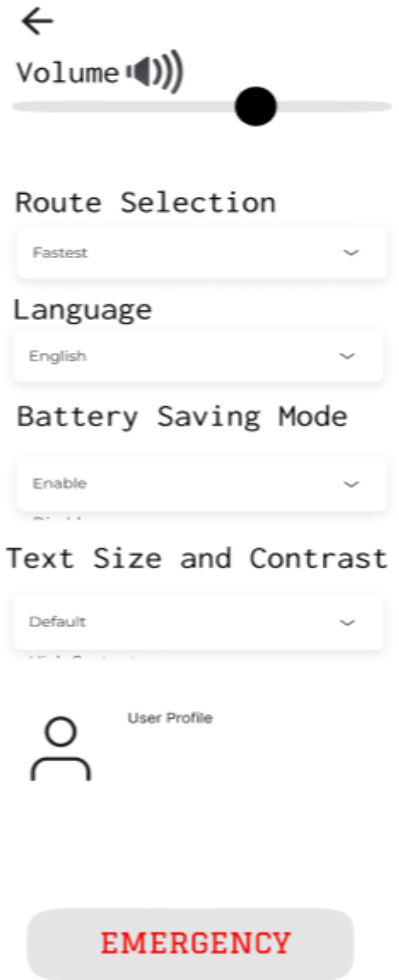 Volume
Route Selection
Fastest
Language
English
Battery Saving Mode
Enable
Text Size and Contrast
Default
User Profile
EMERGENCY